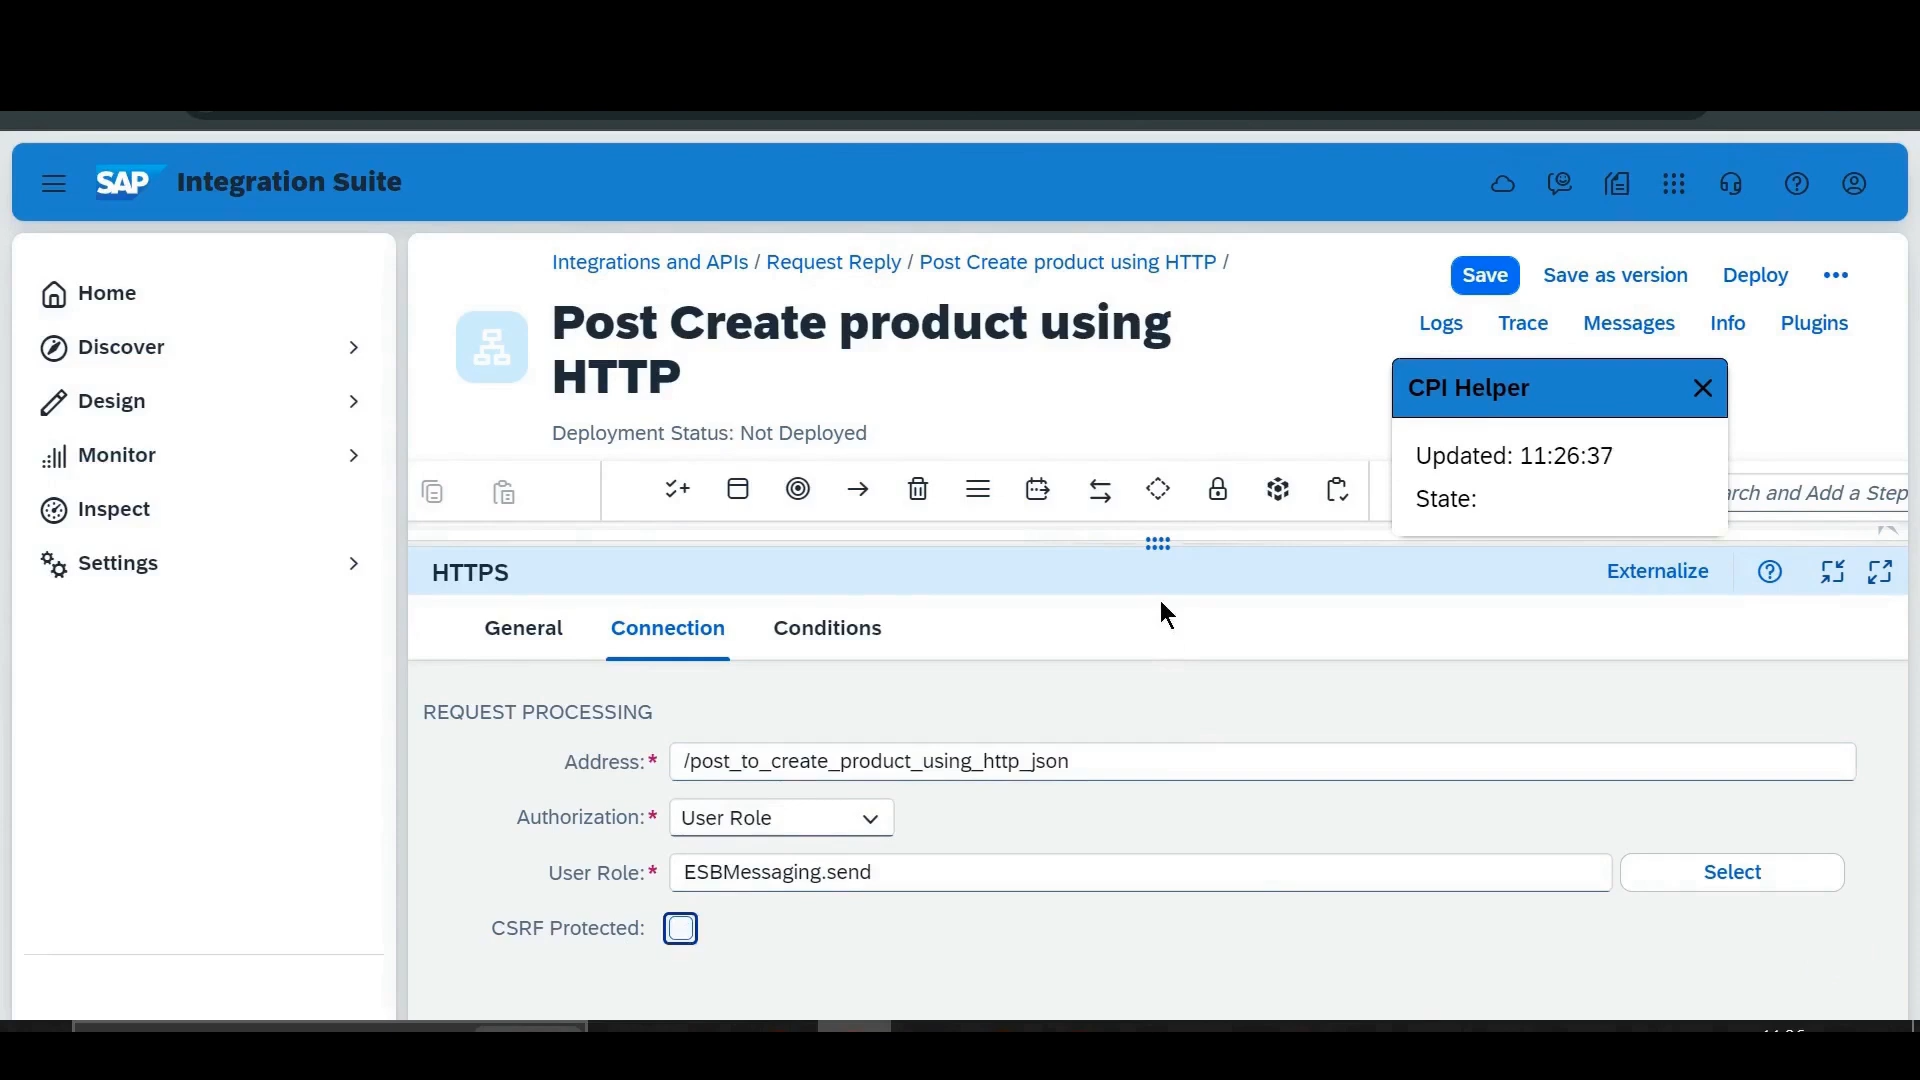 SAP Integration Suite
Home
Discover
Design
Monitor
Inspect
Settings
Integrations and APIs / Request Reply / Post Create product using HTTP /
Post Create product using
HTTP
Deployment Status: Not Deployed
Save Save as version Deploy
Logs Trace Messages Info Plugins
CPI Helper
Updated: 11:26:37
State:
and Add a Step
HTTPS Externalize
General Connection Conditions
REQUEST PROCESSING
Address:* /post_to_create_product_using_http_json
Authorization:* User Role
User Role:* ESBMessaging.send Select
CSRF Protected: